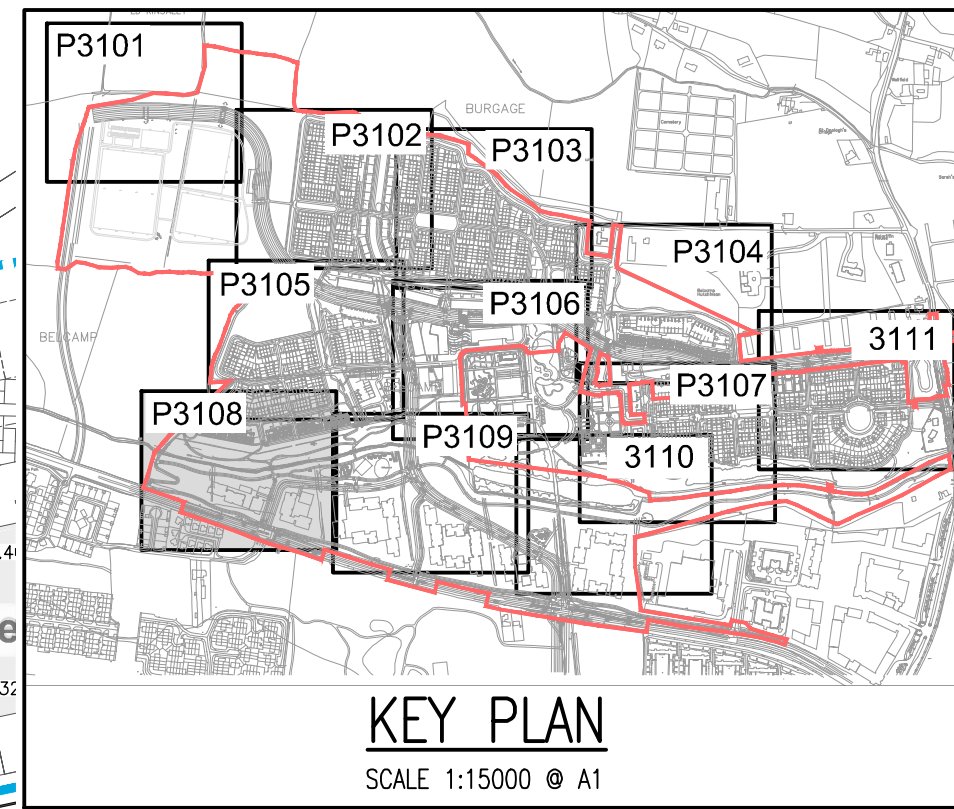 P3101
BURGAGE
P3102
P3103
Cemetery
P3104
P3105
P3106
BELCAMP
3111
P3107
P3108
P3109
3110
KEY PLAN
SCALE 1:15000 @ A1